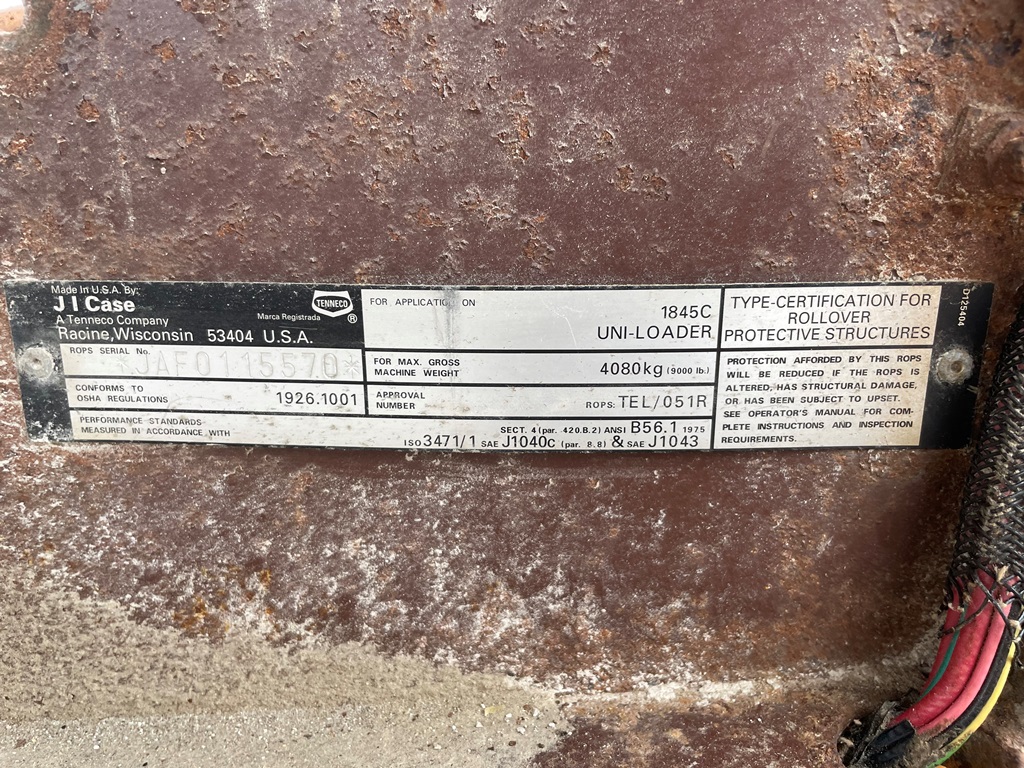 Made in U.S.A. By:
J I Case
A Tenneco Company
Racine, Wisconsin 53404 U.S.A.
TENNECO
®
Marca Registrada
ROPS SERIAL No.
*JAF0115570*
CONFORMS TO
OSHA REGULATIONS
1926.1001
PERFORMANCE STANDARDS
MEASURED IN ACCORDANCE WITH
SECT. 4 (par. 420.B.2) ANSI B56.1 1975
ISO 3471/1 SAE J1040C (par. 8.8) & SAE J1043
FOR APPLICATION ON
1845C
UNI-LOADER
FOR MAX. GROSS
MACHINE WEIGHT
4080kg (9000 lb.)
APPROVAL
NUMBER
ROPS: TEL/051R
TYPE-CERTIFICATION FOR
ROLLOVER
PROTECTIVE STRUCTURES
PROTECTION AFFORDED BY THIS ROPS
WILL BE REDUCED IF THE ROPS IS
ALTERED, HAS STRUCTURAL DAMAGE,
OR HAS BEEN SUBJECT TO UPSET.
SEE OPERATOR'S MANUAL FOR COM-
PLETE INSTRUCTIONS AND INSPECTION
REQUIREMENTS.
D125404